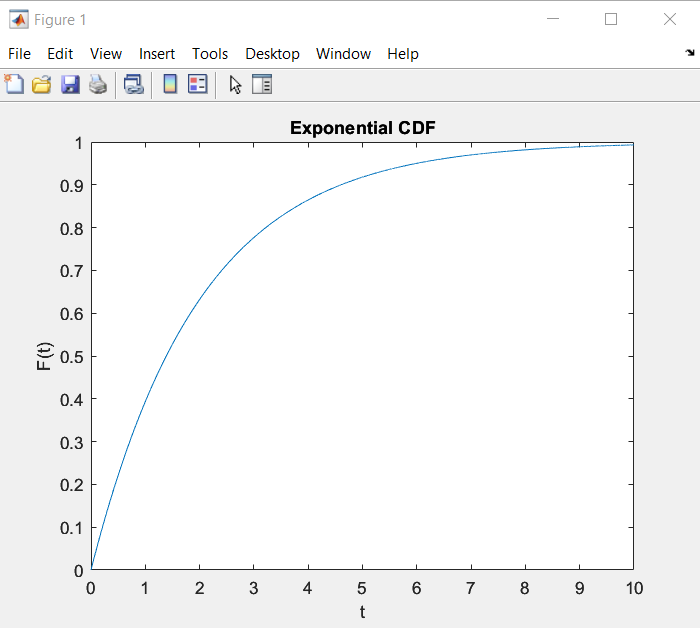 Figure 1
File Edit View Insert Tools Desktop Window Help
Exponential CDF
1
0.9
0.8
0.7
0.6
0.5
0.4
0.3
0.2
0.1
0
F(t)
0 1 2 3 4 5 6 7 8 9 10
t